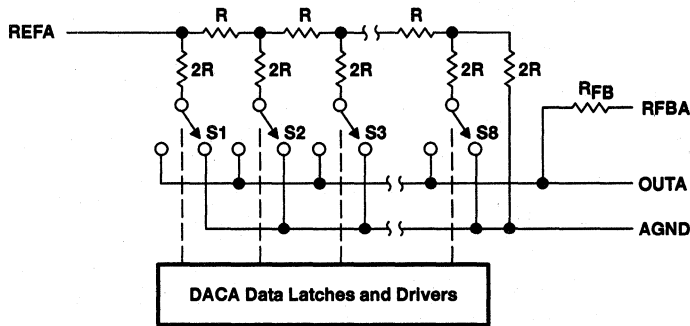 R R R
REFA
2R 2R 2R 2R 2R
RFB RFBA
S1 S2 S3 S8
OUTA
AGND
DACA Data Latches and Drivers